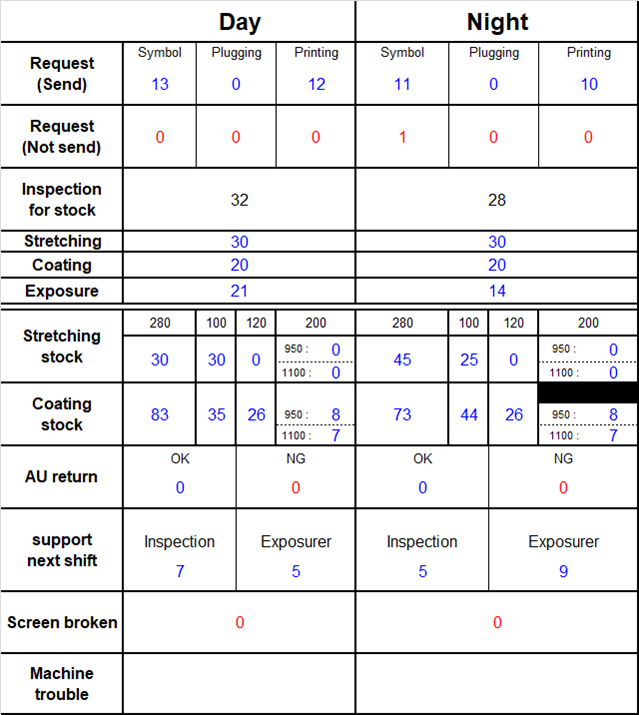 Day Night
Request (Send) Symbol Plugging Printing Symbol Plugging Printing
13 0 12 11 0 10
Request (Not send) 0 0 0 1 0 0
Inspection for stock 32 28
Stretching 30 30
Coating 20 20
Exposure 21 14
Stretching stock 280 100 120 200 280 100 120 200
30 30 0 950 : 0 45 25 0 950 : 0
1100 : 0 1100 : 0
Coating stock 83 35 26 950 : 8 73 44 26 950 : 8
1100 : 7 1100 : 7
AU return OK NG OK NG
0 0 0 0
support next shift Inspection Exposurer Inspection Exposurer
7 5 5 9
Screen broken 0 0
Machine trouble